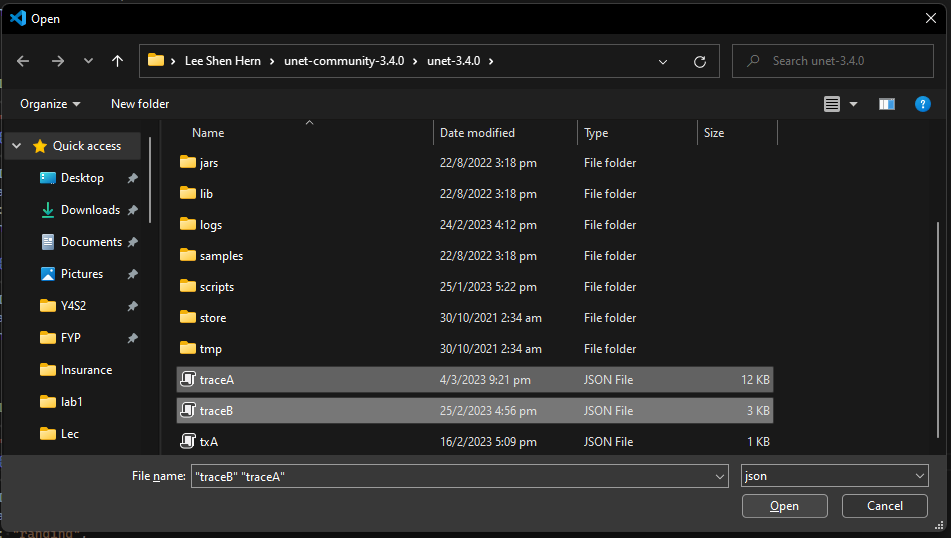 Open
Lee Shen Hern > unet-community-3.4.0 > unet-3.4.0 >
Search unet-3.4.0
Organize New folder
Name Date modified Type Size
Quick access
Desktop
Downloads
Documents
Pictures
Y4S2
FYP
Insurance
lab1
Lec
jars 22/8/2022 3:18 pm File folder
lib 22/8/2022 3:18 pm File folder
logs 24/2/2023 4:12 pm File folder
samples 22/8/2022 3:18 pm File folder
scripts 25/1/2023 5:22 pm File folder
store 30/10/2021 2:34 am File folder
tmp 30/10/2021 2:34 am File folder
traceA 4/3/2023 9:21 pm JSON File 12 KB
traceB 25/2/2023 4:56 pm JSON File 3 KB
txA 16/2/2023 5:09 pm JSON File 1 KB
File name: "traceB" "traceA" json
Open Cancel
"ranging",